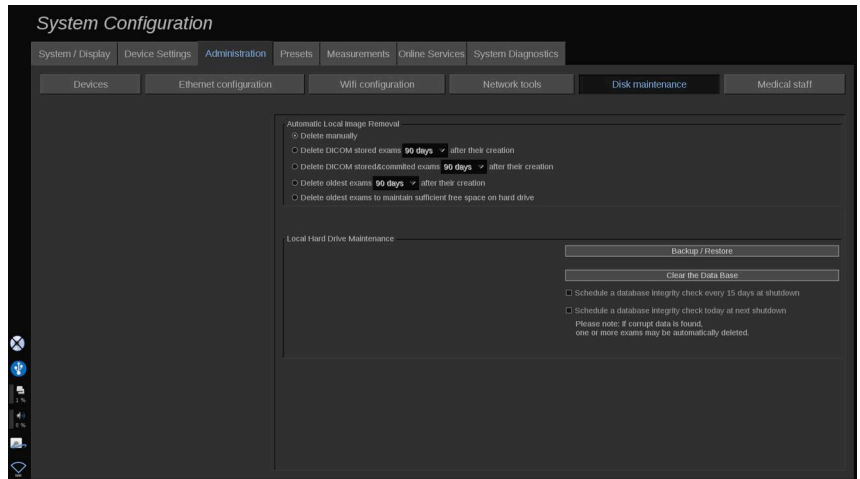 System Configuration
System / Display Device Settings Administration Presets Measurements Online Services System Diagnostics
Devices Ethernet configuration Wifi configuration Network tools Disk maintenance Medical staff
Automatic Local Image Removal
Delete manually
Delete DICOM stored exams 90 days after their creation
Delete DICOM stored&commited exams 90 days after their creation
Delete oldest exams 90 days after their creation
Delete oldest exams to maintain sufficient free space on hard drive
Local Hard Drive Maintenance
Backup / Restore
Clear the Data Base
Schedule a database integrity check every 15 days at shutdown
Schedule a database integrity check today at next shutdown
Please note: If corrupt data is found,
one or more exams may be automatically deleted.
1 %
0 %